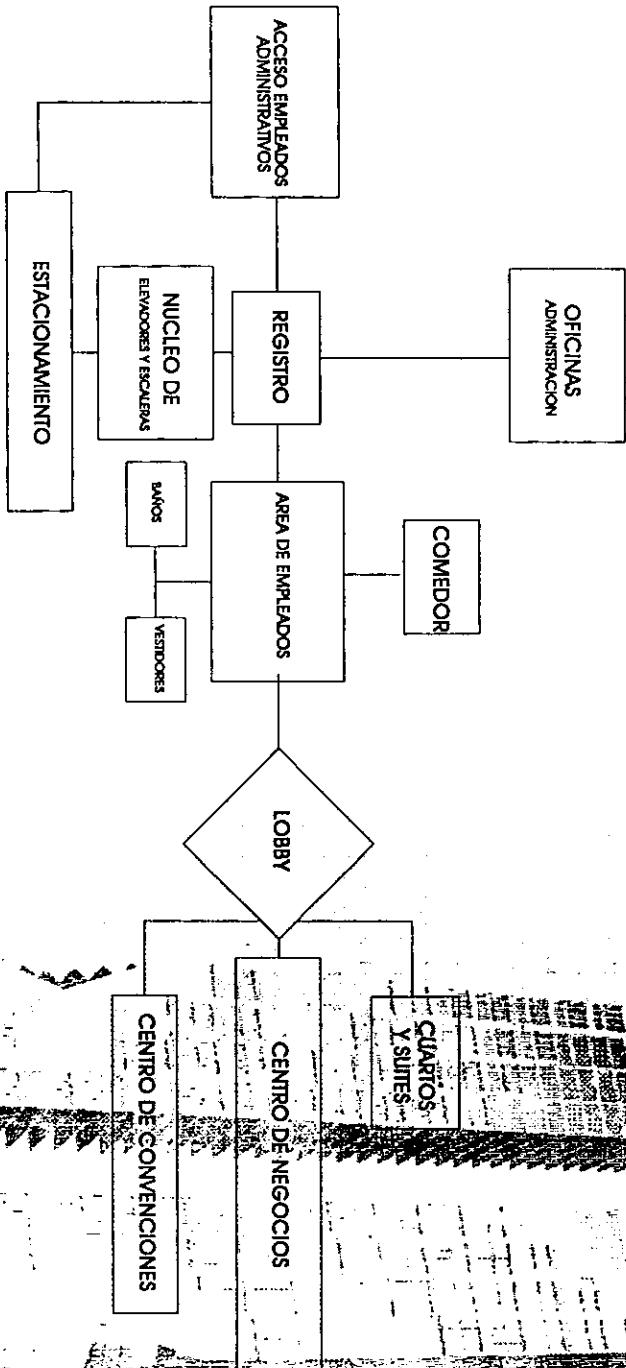 ACCESO EMPLEADOS
ADMINISTRATIVOS
ESTACIONAMIENTO
NUCLEO DE
ELEVADORES Y ESCALERAS
REGISTRO
OFICINAS
ADMINISTRACION
BAÑOS
VESTIDORES
AREA DE EMPLEADOS
COMEDOR
LOBBY
CUARTOS
Y SUITES
CENTRO DE NEGOCIOS
CENTRO DE CONVENCIONES